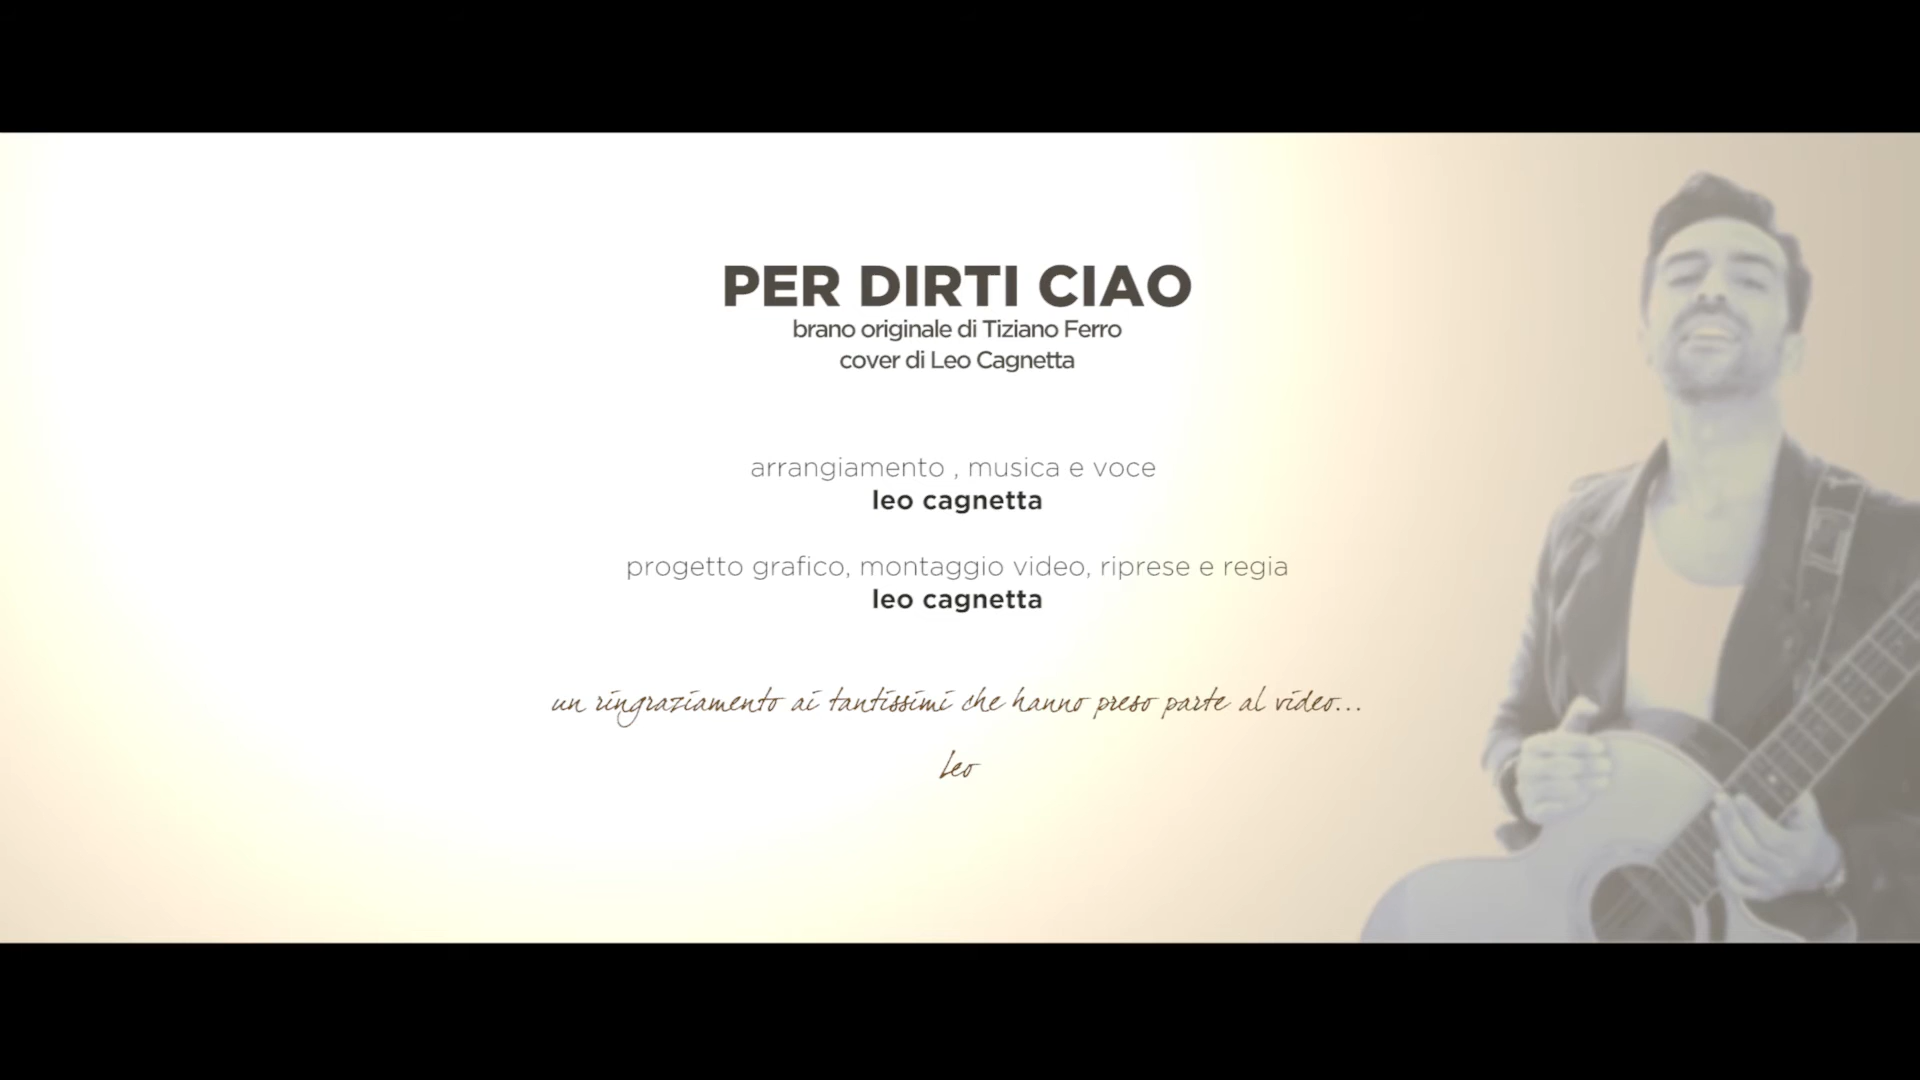 PER DIRTI CIAO
brano originale di Tiziano Ferro
cover di Leo Cagnetta
arrangiamento , musica e voce
leo cagnetta
progetto grafico, montaggio video, riprese e regia
leo cagnetta
un ringraziamento ai tantissimi che hanno preso parte al video...
Leo